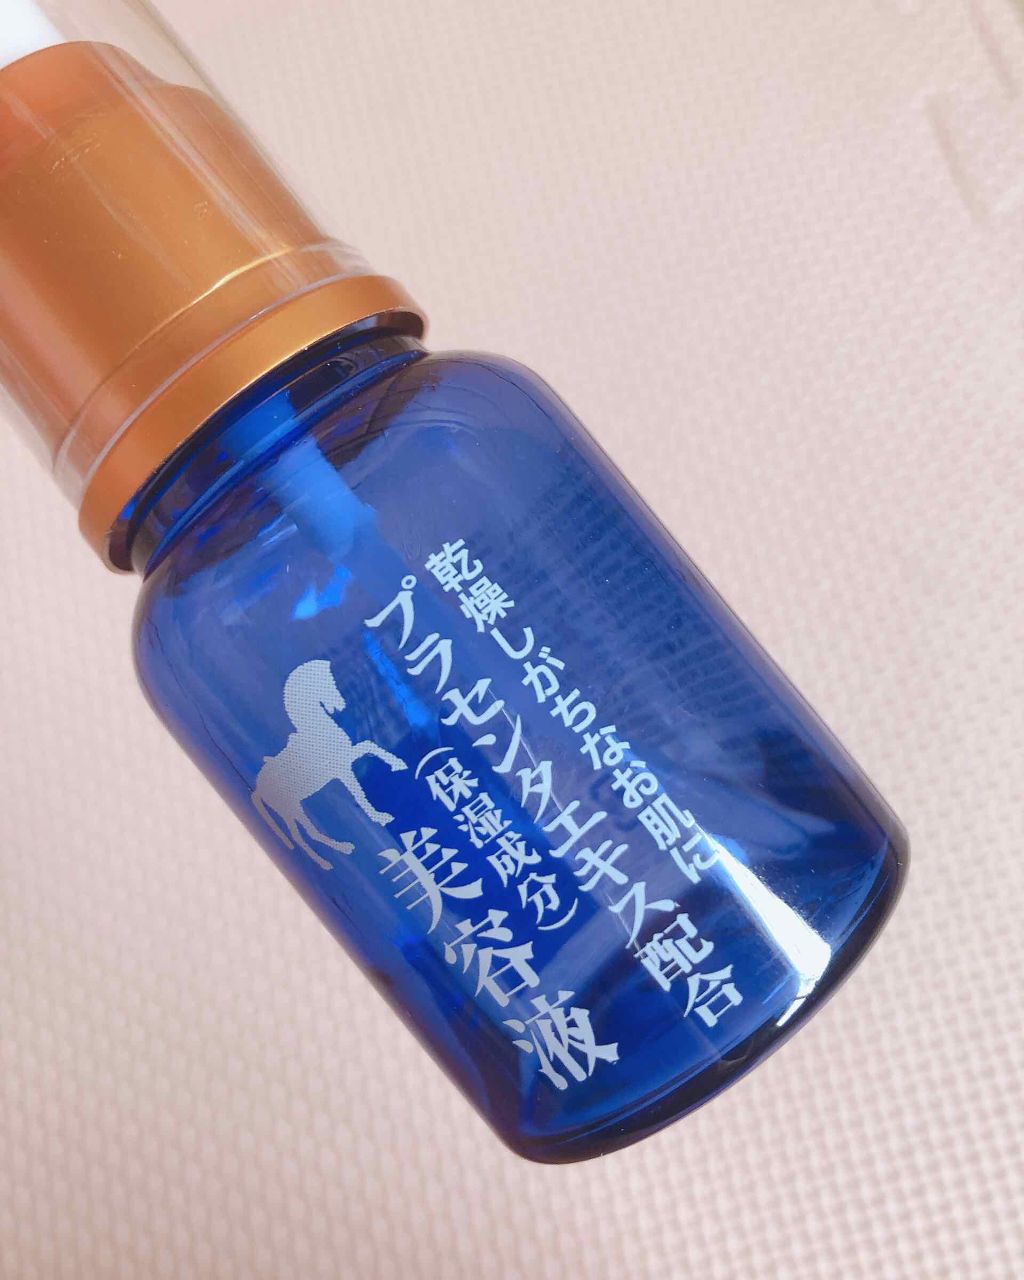 乾燥しがちなお肌に
プラセンタエキス配合
(保湿成分)
美容液